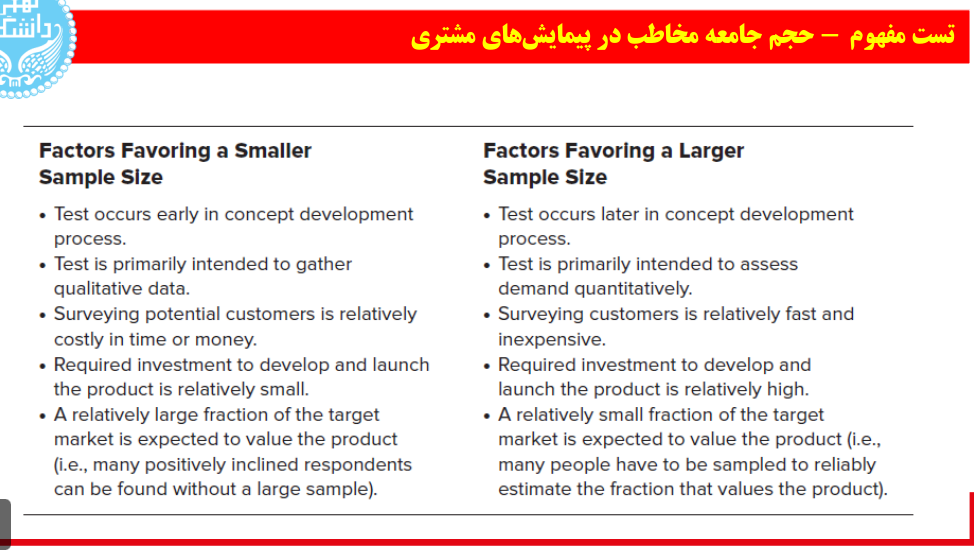 تست مفهوم – حجم جامعه مخاطب در پیمایش‌های مشتری
Factors Favoring a Smaller
Sample Size
• Test occurs early in concept development
process.
• Test is primarily intended to gather
qualitative data.
• Surveying potential customers is relatively
costly in time or money.
• Required investment to develop and launch
the product is relatively small.
• A relatively large fraction of the target
market is expected to value the product
(i.e., many positively inclined respondents
can be found without a large sample).
Factors Favoring a Larger
Sample Size
• Test occurs later in concept development
process.
• Test is primarily intended to assess
demand quantitatively.
• Surveying customers is relatively fast and
inexpensive.
• Required investment to develop and
launch the product is relatively high.
• A relatively small fraction of the target
market is expected to value the product (i.e.,
many people have to be sampled to reliably
estimate the fraction that values the product).